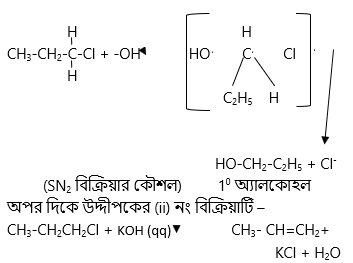 H H
CH₃-CH₂-C-Cl + -OH HO· C· Cl ·
H C₂H₅ H
HO-CH₂-C₂H₅ + Cl⁻
(SN₂ বিক্রিয়ার কৌশল) 1⁰ অ্যালকোহল
অপর দিকে উদ্দীপকের (ii) নং বিক্রিয়াটি –
CH₃-CH₂CH₂Cl + KOH (qq) CH₃- CH=CH₂+
KCl + H₂O